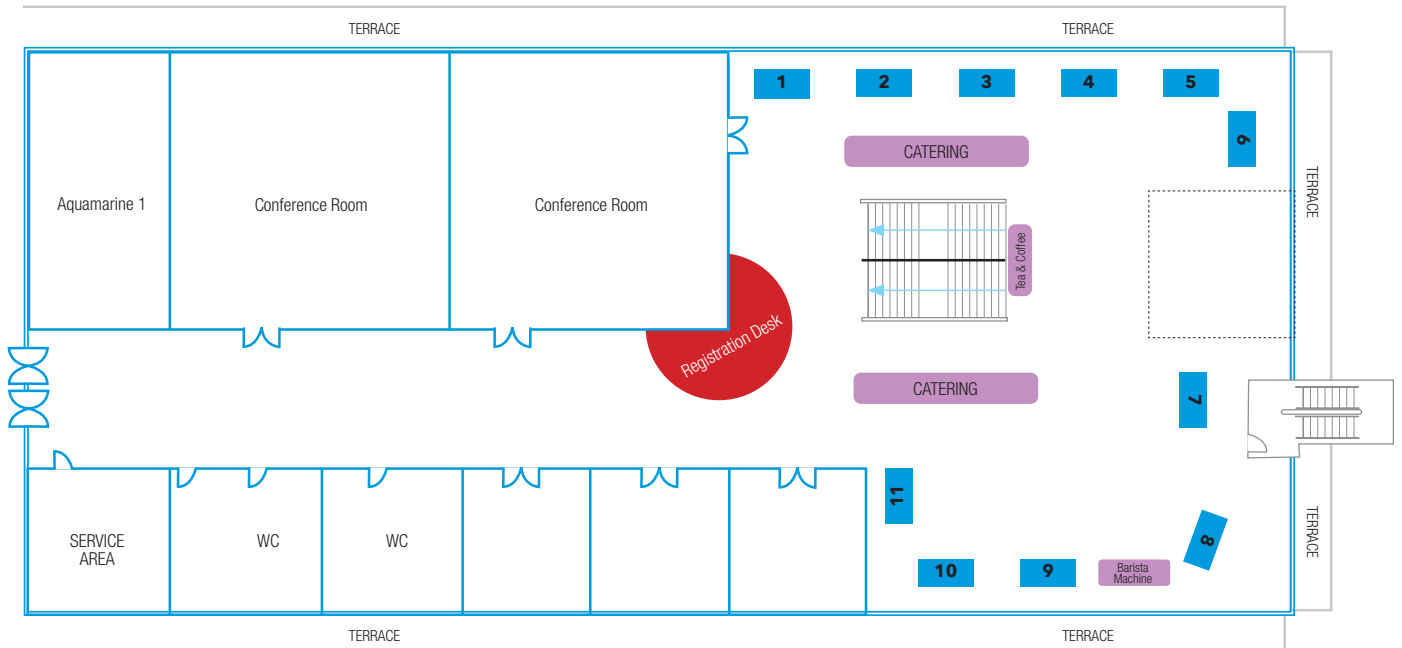 TERRACE
TERRACE
1
2
3
4
5
6
CATERING
Aquamarine 1
Conference Room
Conference Room
Tea & Coffee
TERRACE
Registration Desk
CATERING
7
11
SERVICE
AREA
WC
WC
8
TERRACE
10
9
Barista
Machine
TERRACE
TERRACE